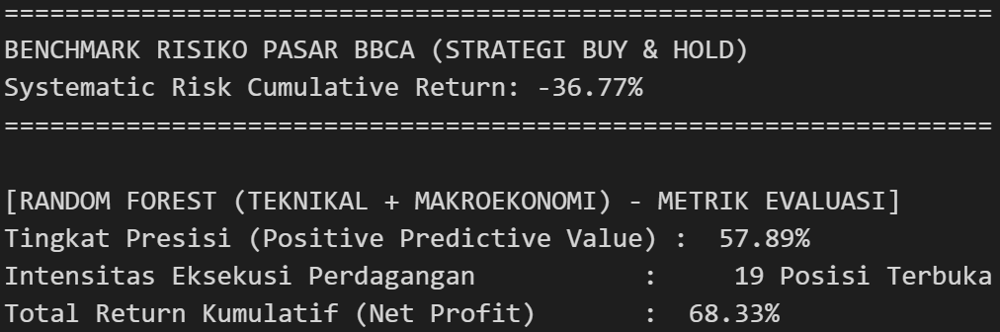 =================================================================
BENCHMARK RISIKO PASAR BBCA (STRATEGI BUY & HOLD)
Systematic Risk Cumulative Return: -36.77%
=================================================================
[RANDOM FOREST (TEKNIKAL + MAKROEKONOMI) - METRIK EVALUASI]
Tingkat Presisi (Positive Predictive Value) :  57.89%
Intensitas Eksekusi Perdagangan           :     19 Posisi Terbuka
Total Return Kumulatif (Net Profit)       :  68.33%